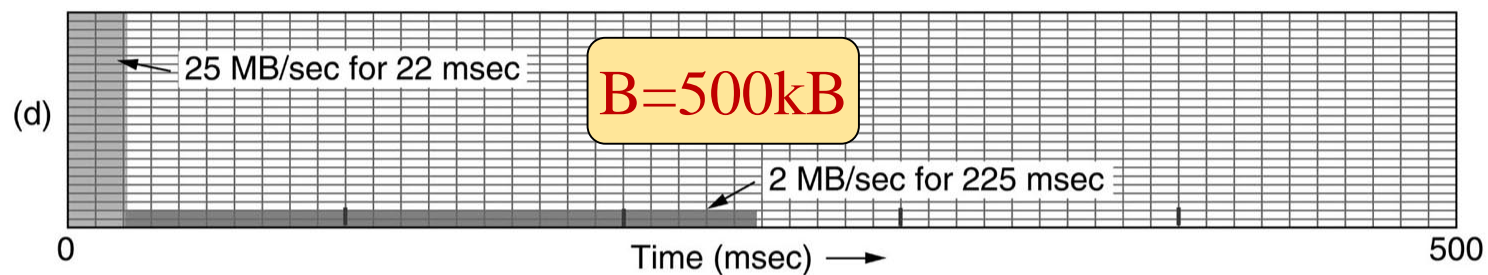 25 MB/sec for 22 msec
B=500kB
(d)
2 MB/sec for 225 msec
0
Time (msec)
500